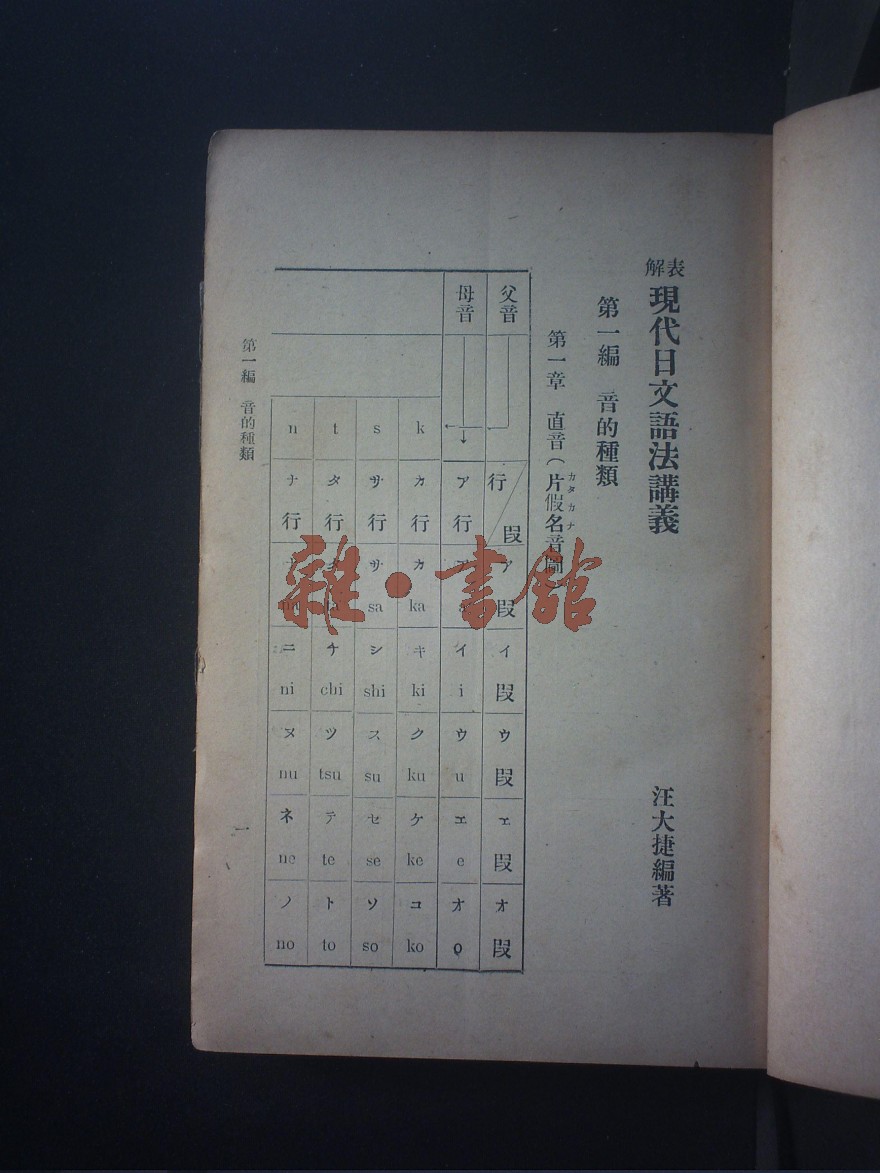 表解
現代日文語法講義
汪大捷編著
第一編 音的種類
第一章 直音(片假名音圖)
カタカナ
父音
行 段
ア 段
イ 段
ウ 段
ェ 段
オ 段
母音
ア 行
イ i
ウ u
エ e
オ o
k
カ 行
カ ka
キ ki
ク ku
ケ ke
コ ko
s
サ 行
サ sa
シ shi
ス su
セ se
ソ so
t
タ 行
チ chi
ツ tsu
テ te
ト to
n
ナ 行
ニ ni
ヌ nu
ネ ne
ノ no
第一編 音的種類
一
雜·書館